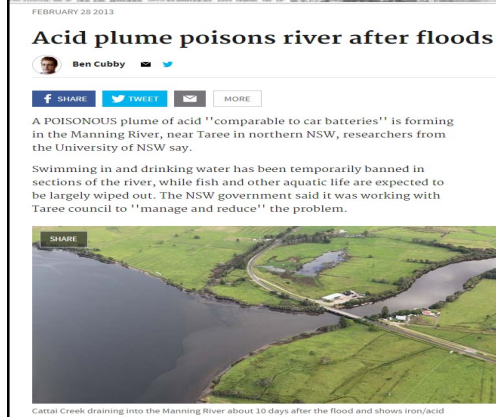 FEBRUARY 28 2013
Acid plume poisons river after floods
Ben Cubby
SHARE TWEET MORE
A POISONOUS plume of acid ''comparable to car batteries'' is forming
in the Manning River, near Taree in northern NSW, researchers from
the University of NSW say.
Swimming in and drinking water has been temporarily banned in
sections of the river, while fish and other aquatic life are expected to
be largely wiped out. The NSW government said it was working with
Taree council to ''manage and reduce'' the problem.
SHARE
Cattai Creek draining into the Manning River about 10 days after the flood and shows iron/acid